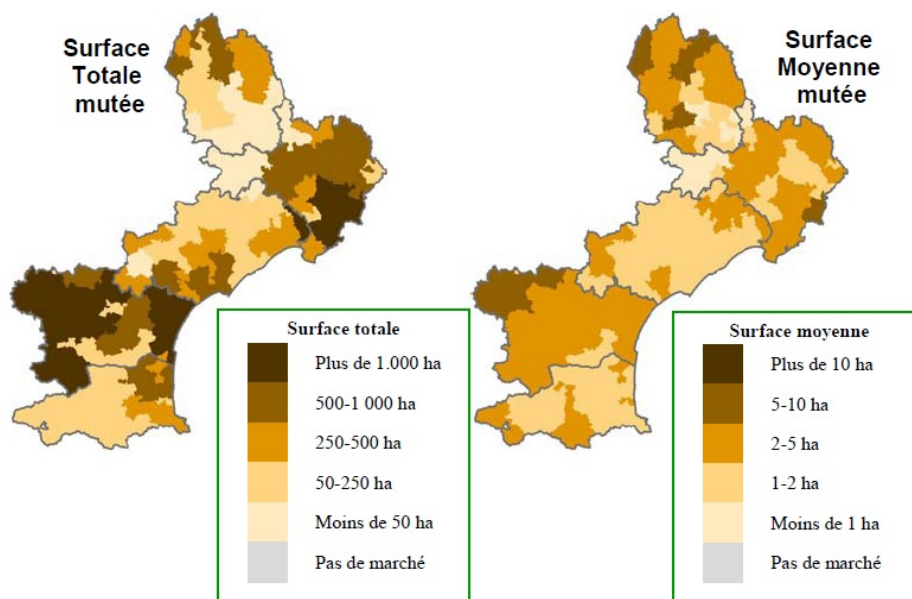 Surface
Totale
mutée
Surface
Moyenne
mutée
Surface totale
Plus de 1.000 ha
500-1 000 ha
250-500 ha
50-250 ha
Moins de 50 ha
Pas de marché
Surface moyenne
Plus de 10 ha
5-10 ha
2-5 ha
1-2 ha
Moins de 1 ha
Pas de marché